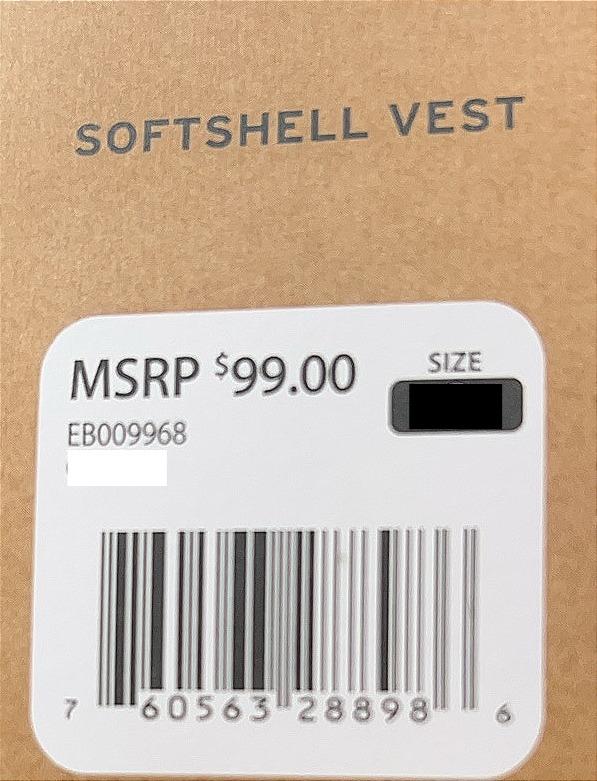 SOFTSHELL VEST
MSRP $99.00
SIZE
EB009968
7 60563 28898 6